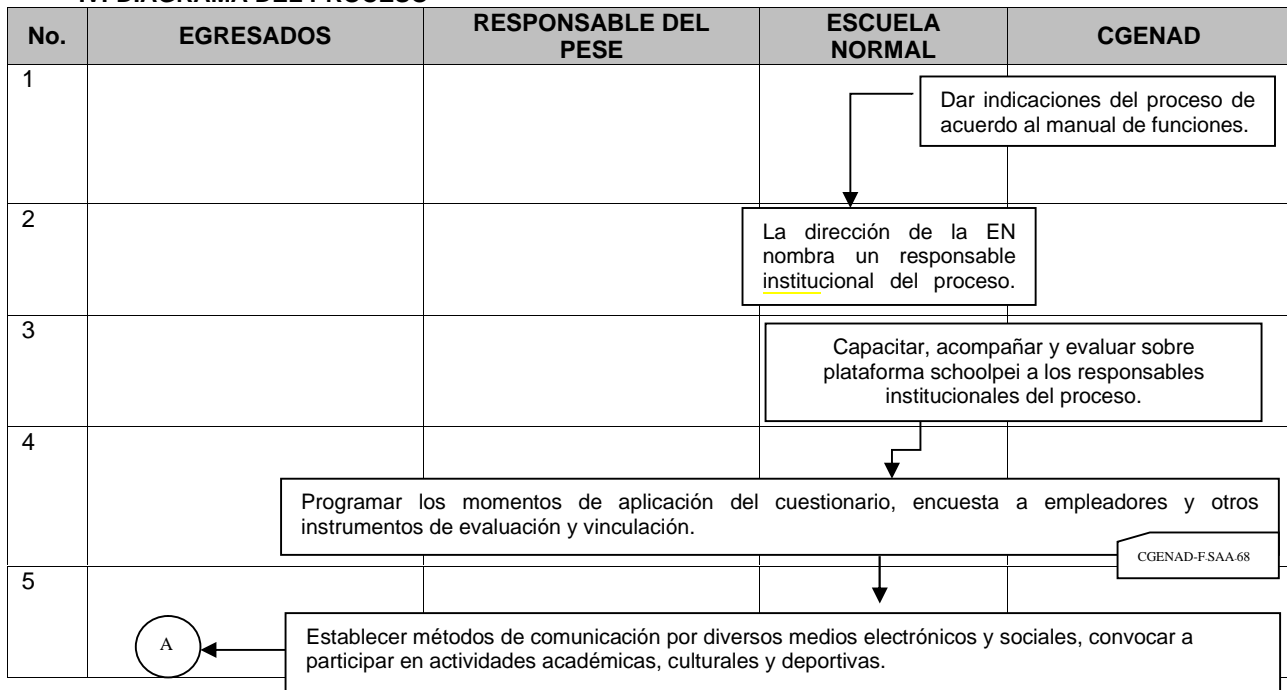 IV. DIAGRAMA DEL PROCESO
No. EGRESADOS RESPONSABLE DEL PESE ESCUELA NORMAL CGENAD
1
Dar indicaciones del proceso de
acuerdo al manual de funciones.
2
La dirección de la EN
nombra un responsable
institucional del proceso.
3
Capacitar, acompañar y evaluar sobre
plataforma schoolpei a los responsables
institucionales del proceso.
4
Programar los momentos de aplicación del cuestionario, encuesta a empleadores y otros
instrumentos de evaluación y vinculación.
CGENAD-F-SAA-68
5
A
Establecer métodos de comunicación por diversos medios electrónicos y sociales, convocar a
participar en actividades académicas, culturales y deportivas.